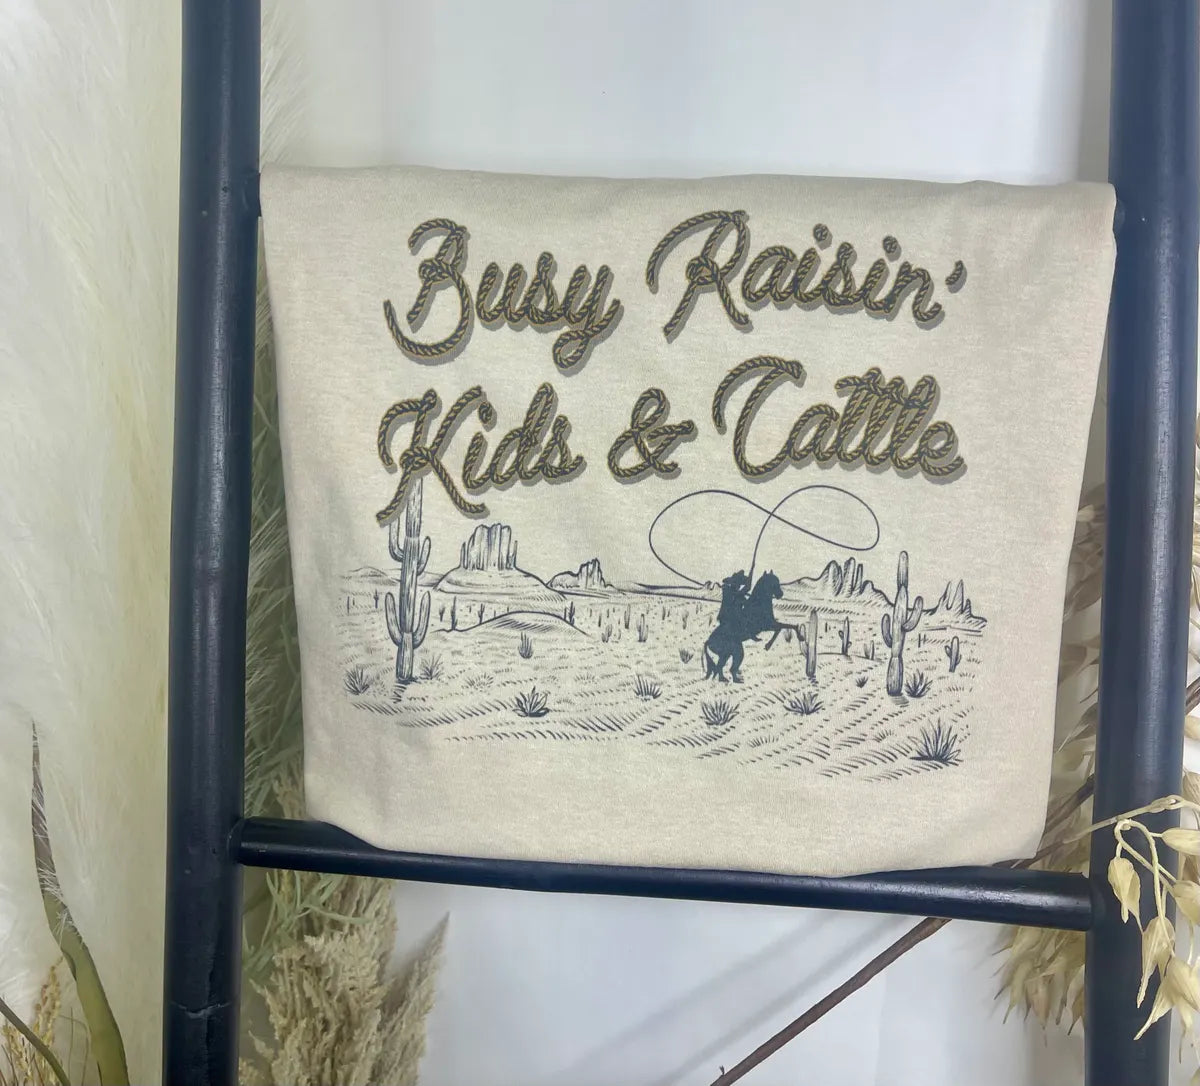 Busy Raisin'
Kids & Cattle